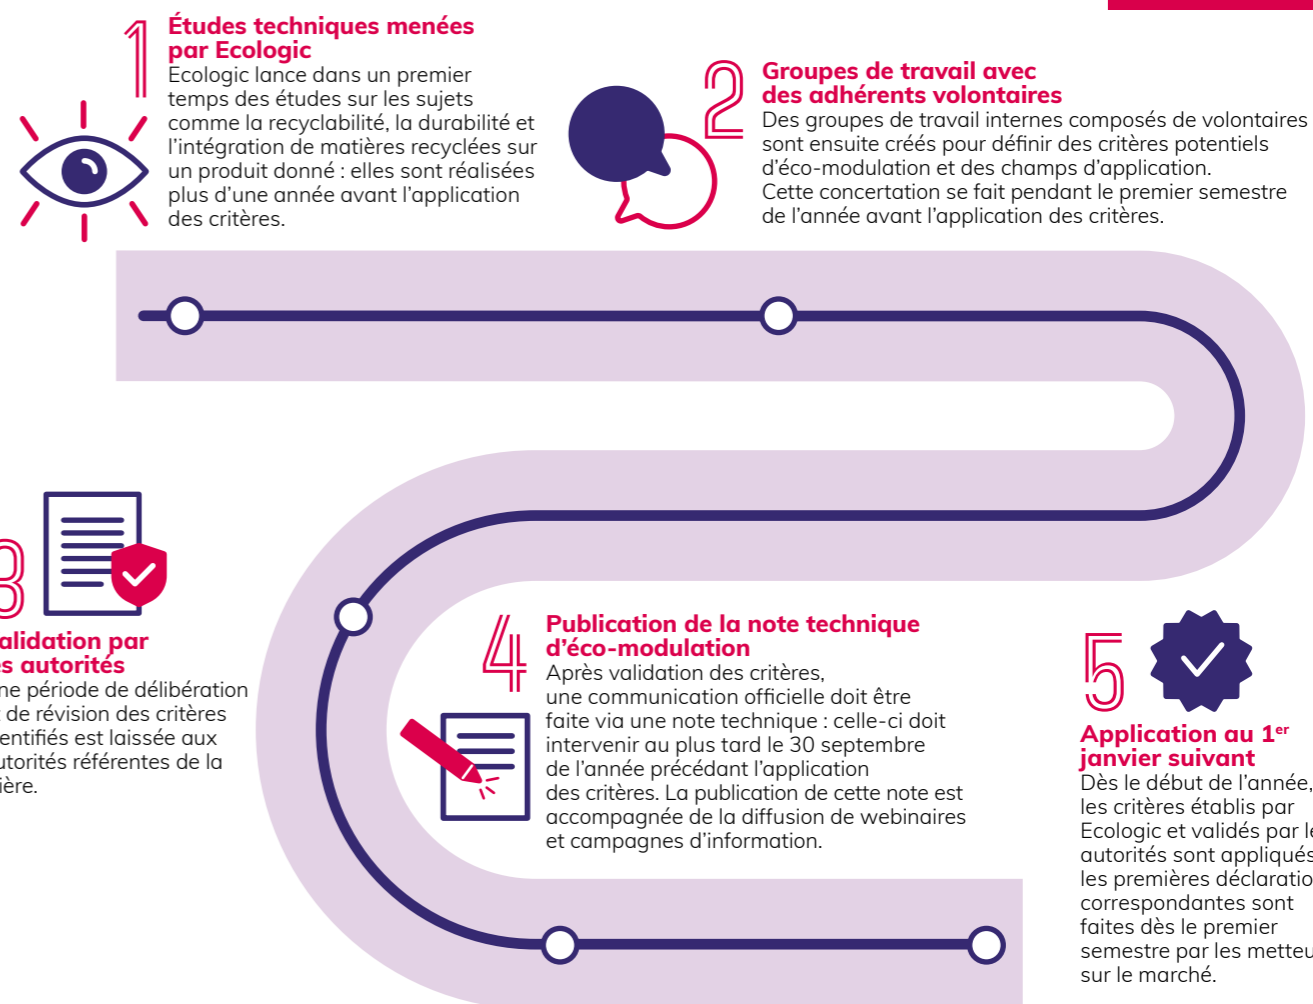 1
Études techniques menées
par Ecologic
Ecologic lance dans un premier
temps des études sur les sujets
comme la recyclabilité, la durabilité et
l’intégration de matières recyclées sur
un produit donné : elles sont réalisées
plus d’une année avant l’application
des critères.
2
Groupes de travail avec
des adhérents volontaires
Des groupes de travail internes composés de volontaires
sont ensuite créés pour définir des critères potentiels
d’éco-modulation et des champs d’application.
Cette concertation se fait pendant le premier semestre
de l’année avant l’application des critères.
3
alidation par
es autorités
ne période de délibération
t de révision des critères
entifiés est laissée aux
utorités référentes de la
ière.
4
Publication de la note technique
d’éco-modulation
Après validation des critères,
une communication officielle doit être
faite via une note technique : celle-ci doit
intervenir au plus tard le 30 septembre
de l’année précédant l’application
des critères. La publication de cette note est
accompagnée de la diffusion de webinaires
et campagnes d’information.
5
Application au 1er
janvier suivant
Dès le début de l’année,
les critères établis par
Ecologic et validés par le
autorités sont appliqués
les premières déclaratio
correspondantes sont
faites dès le premier
semestre par les metteu
sur le marché.